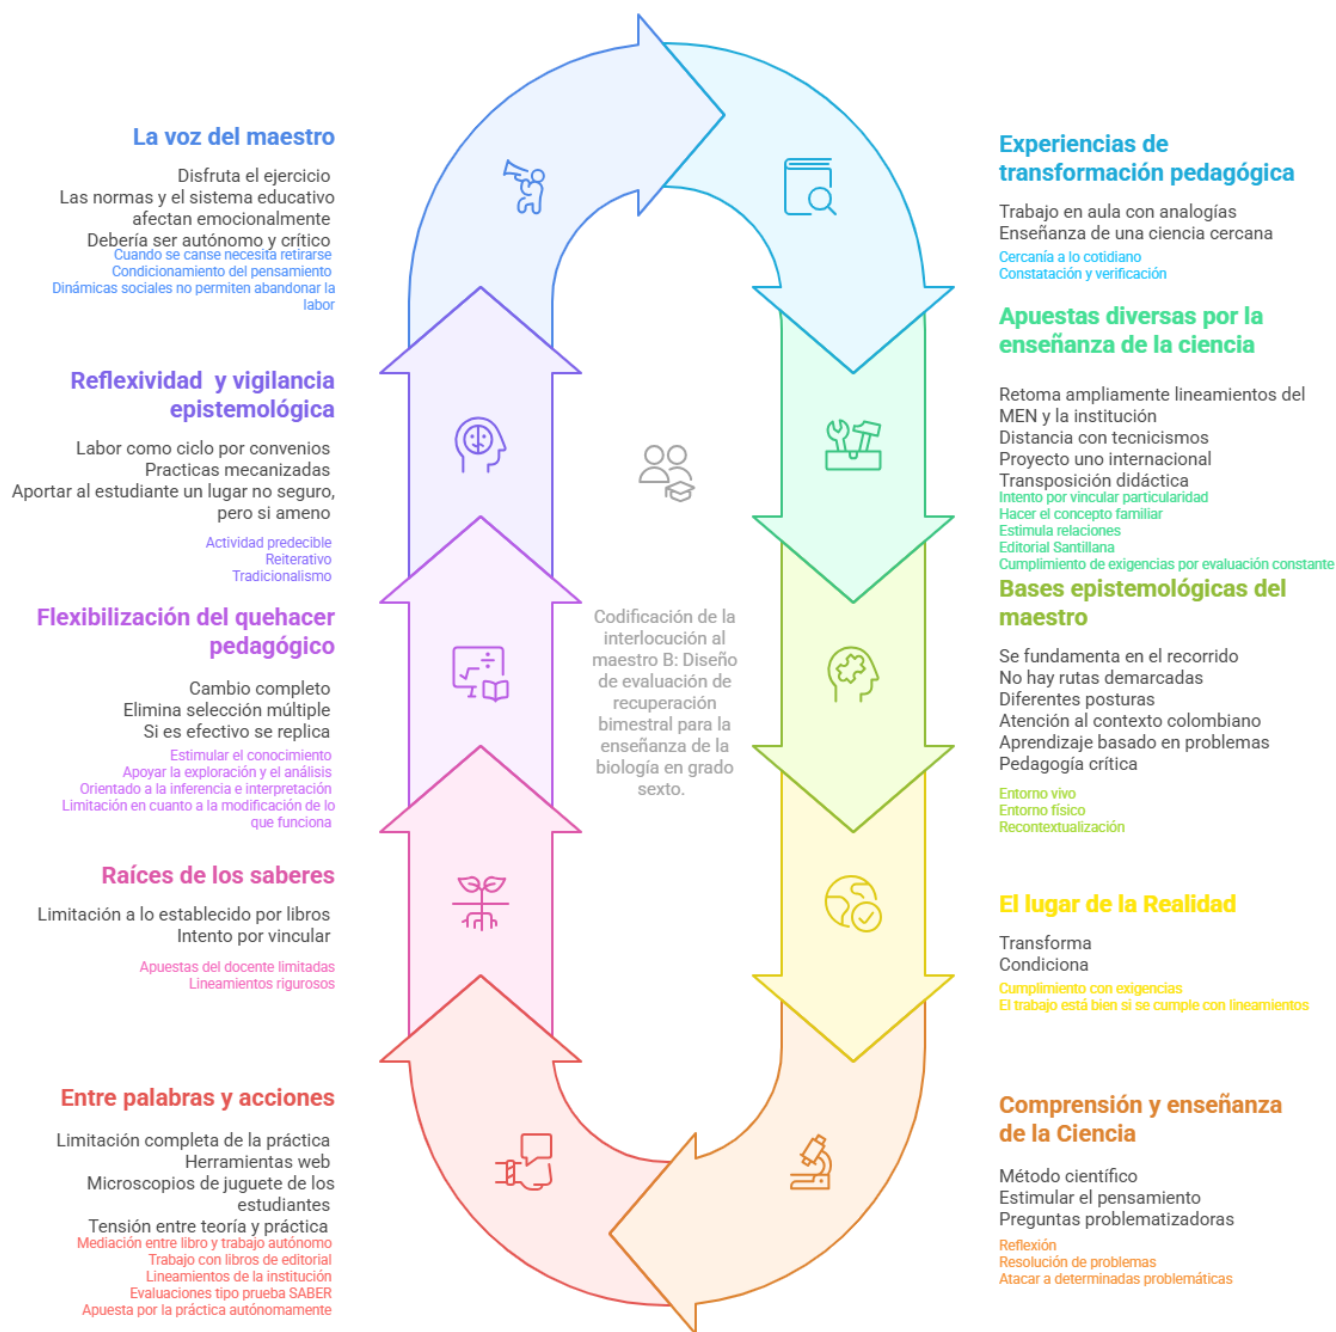 La voz del maestro
Disfruta el ejercicio
Las normas y el sistema educativo
afectan emocionalmente
Debería ser autónomo y crítico
Cuando se canse necesita retirarse
Condicionamiento del pensamiento
Dinámicas sociales no permiten abandonar la
labor
Reflexividad  y vigilancia
epistemológica
Labor como ciclo por convenios
Practicas mecanizadas
Aportar al estudiante un lugar no seguro,
pero si ameno
Actividad predecible
Reiterativo
Tradicionalismo
Flexibilización del quehacer
pedagógico
Cambio completo
Elimina selección múltiple
Si es efectivo se replica
Estimular el conocimiento
Apoyar la exploración y el análisis
Orientado a la inferencia e interpretación
Limitación en cuanto a la modificación de lo
que funciona
Raíces de los saberes
Limitación a lo establecido por libros
Intento por vincular
Apuestas del docente limitadas
Lineamientos rigurosos
Entre palabras y acciones
Limitación completa de la práctica
Herramientas web
Microscopios de juguete de los
estudiantes
Tensión entre teoría y práctica
Mediación entre libro y trabajo autónomo
Trabajo con libros de editorial
Lineamientos de la institución
Evaluaciones tipo prueba SABER
Apuesta por la práctica autónomamente
Codificación de la
interlocución al
maestro B: Diseño
de evaluación de
recuperación
bimestral para la
enseñanza de la
biología en grado
sexto.
Experiencias de
transformación pedagógica
Trabajo en aula con analogías
Enseñanza de una ciencia cercana
Cercanía a lo cotidiano
Constatación y verificación
Apuestas diversas por la
enseñanza de la ciencia
Retoma ampliamente lineamientos del
MEN y la institución
Distancia con tecnicismos
Proyecto uno internacional
Transposición didáctica
Intento por vincular particularidad
Hacer el concepto familiar
Estimula relaciones
Editorial Santillana
Cumplimiento de exigencias por evaluación constante
Bases epistemológicas del
maestro
Se fundamenta en el recorrido
No hay rutas demarcadas
Diferentes posturas
Atención al contexto colombiano
Aprendizaje basado en problemas
Pedagogía crítica
Entorno vivo
Entorno físico
Recontextualización
El lugar de la Realidad
Transforma
Condiciona
Cumplimiento con exigencias
El trabajo está bien si se cumple con lineamientos
Comprensión y enseñanza
de la Ciencia
Método científico
Estimular el pensamiento
Preguntas problematizadoras
Reflexión
Resolución de problemas
Atacar a determinadas problemáticas